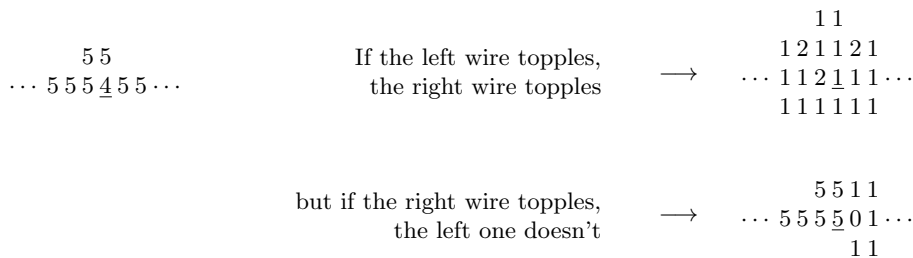 5 5
··· 5 5 5 4 5 5 ···
If the left wire topples,
the right wire topples
⟶
1 1
1 2 1 1 2 1
··· 1 1 2 1 1 1 ···
1 1 1 1 1 1
but if the right wire topples,
the left one doesn't
⟶
5 5 1 1
··· 5 5 5 5 0 1 ···
1 1